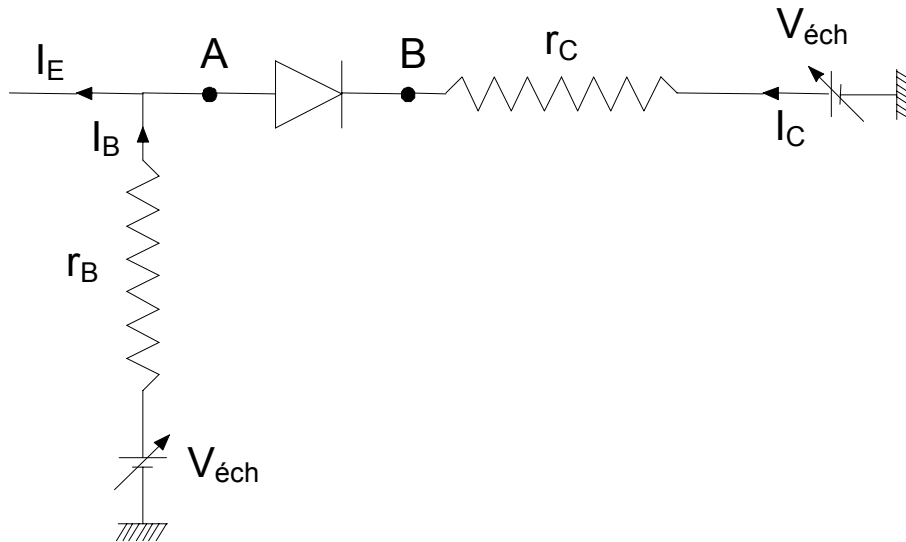 V_éch
I_E A B r_C
I_B I_C
r_B
V_éch